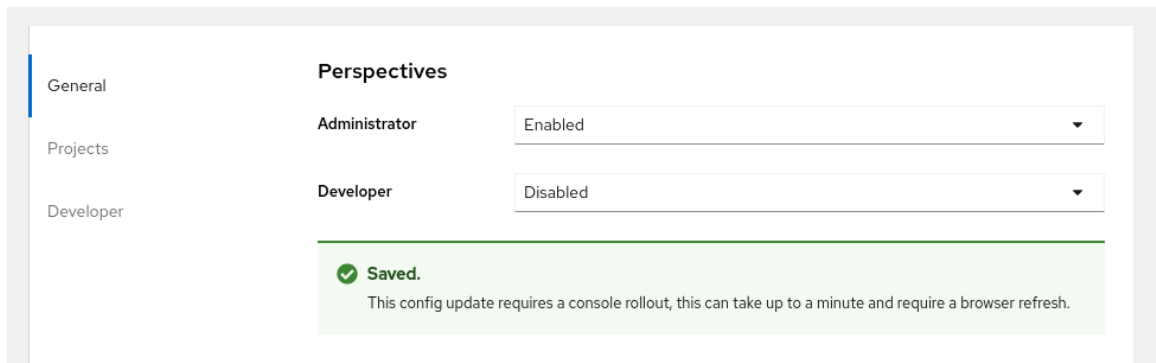 General
Projects
Developer
Perspectives
Administrator
Enabled
Developer
Disabled
Saved.
This config update requires a console rollout, this can take up to a minute and require a browser refresh.